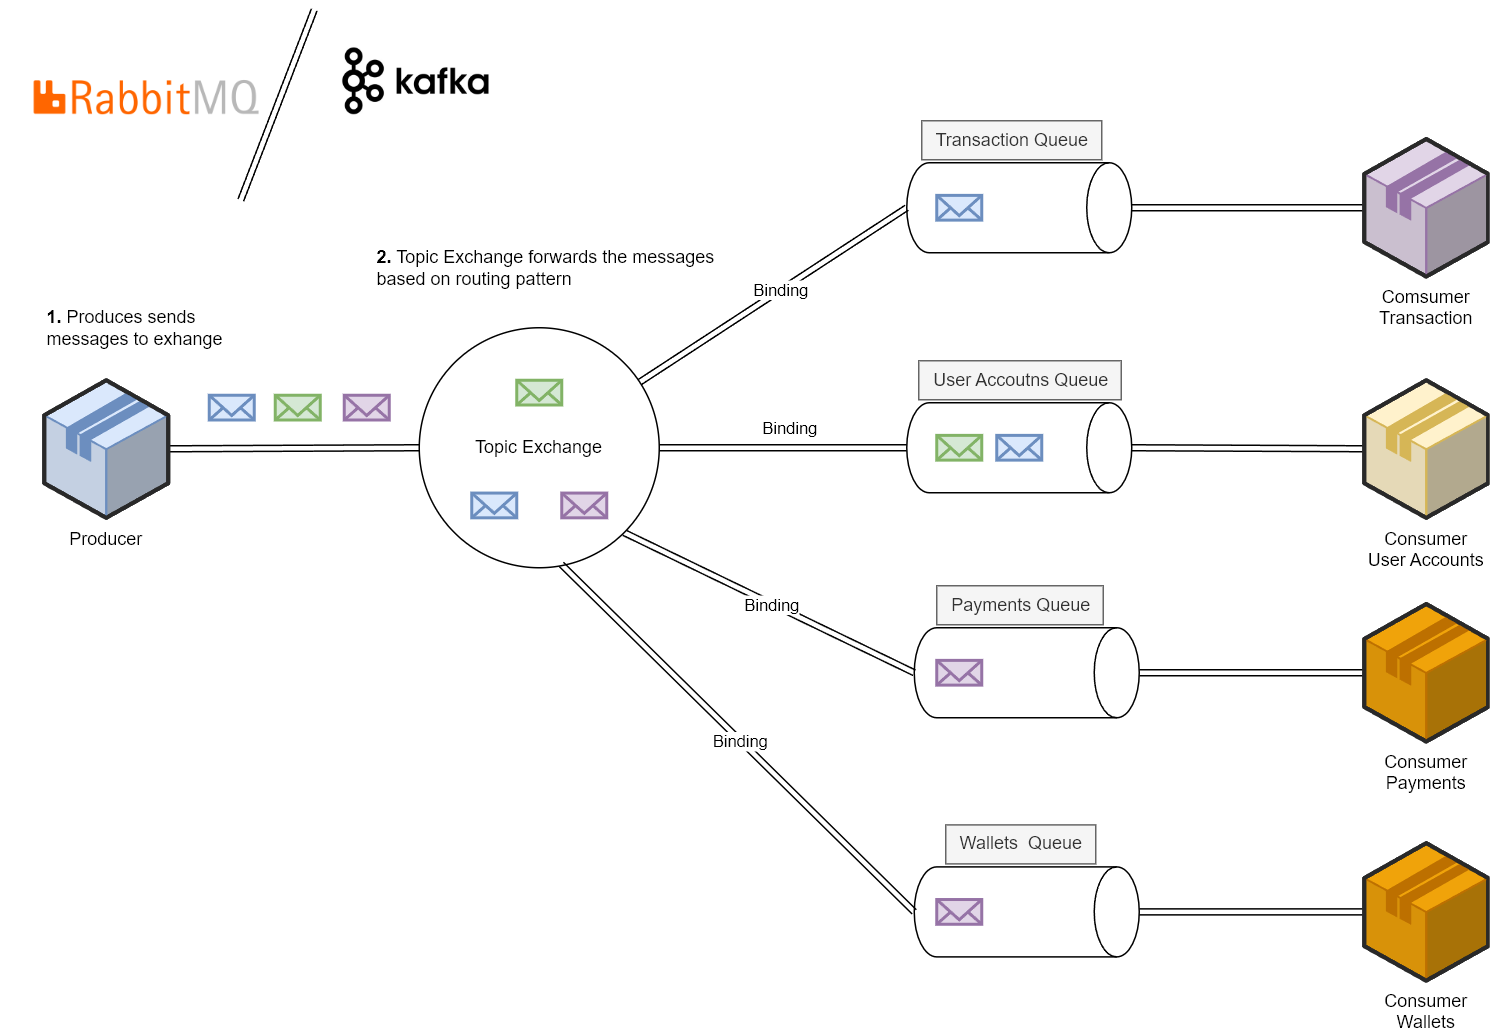 RabbitMQ
kafka
Transaction Queue
2. Topic Exchange forwards the messages
based on routing pattern
Binding
Comsumer
Transaction
1. Produces sends
messages to exhange
User Accoutns Queue
Topic Exchange
Binding
Producer
Consumer
User Accounts
Payments Queue
Binding
Consumer
Payments
Binding
Wallets  Queue
Consumer
Wallets